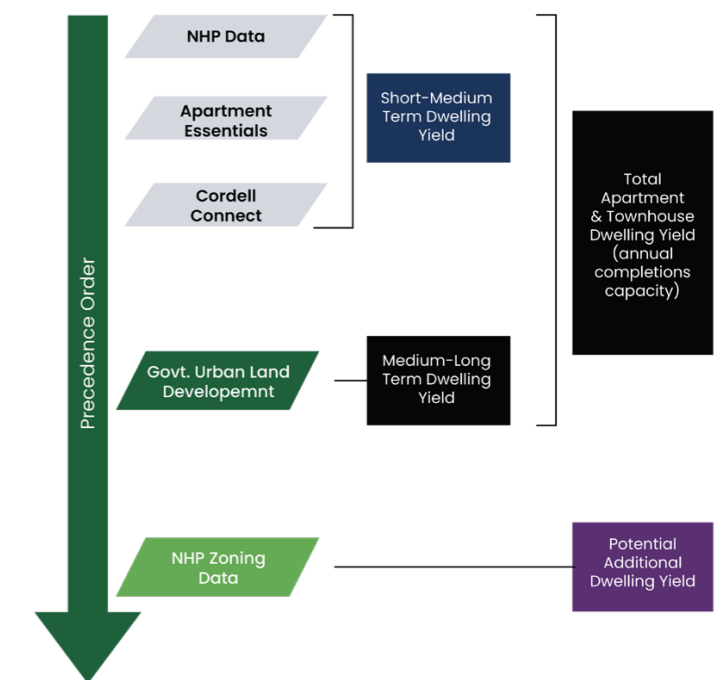 NHP Data
Apartment
Essentials
Cordell
Connect
Short-Medium
Term Dwelling
Yield
Total
Apartment
& Townhouse
Dwelling Yield
(annual
completions
capacity)
Precedence Order
Govt. Urban Land
Developemnt
Medium-Long
Term Dwelling
Yield
NHP Zoning
Data
Potential
Additional
Dwelling Yield